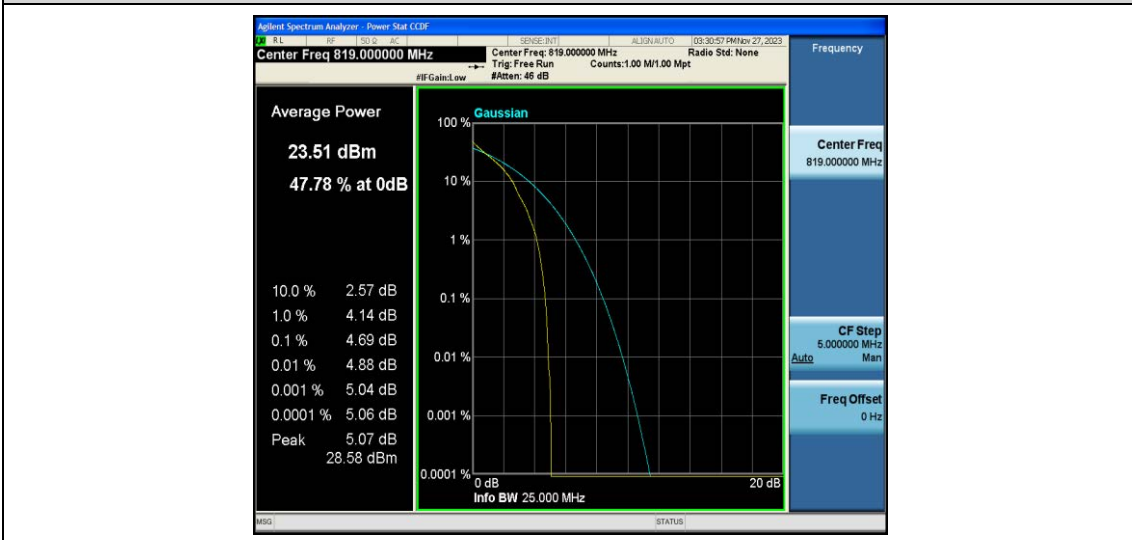 Agilent Spectrum Analyzer - Power Stat CCDF
RL RF 50 Ω AC SENSE:INT ALIGN AUTO 03:30:57 PM Nov 27, 2023
Center Freq 819.000000 MHz
Center Freq: 819.000000 MHz Radio Std: None
Trig: Free Run Counts:1.00 M/1.00 Mpt
#IFGain:Low #Atten: 46 dB
Average Power
23.51 dBm
47.78 % at 0dB
10.0 % 2.57 dB
1.0 % 4.14 dB
0.1 % 4.69 dB
0.01 % 4.88 dB
0.001 % 5.04 dB
0.0001 % 5.06 dB
Peak 5.07 dB
28.58 dBm
Gaussian
100 %
10 %
1 %
0.1 %
0.01 %
0.001 %
0.0001 %
0 dB 20 dB
Info BW 25.000 MHz
Frequency
Center Freq
819.000000 MHz
CF Step
5.000000 MHz
Auto Man
Freq Offset
0 Hz
MSG STATUS